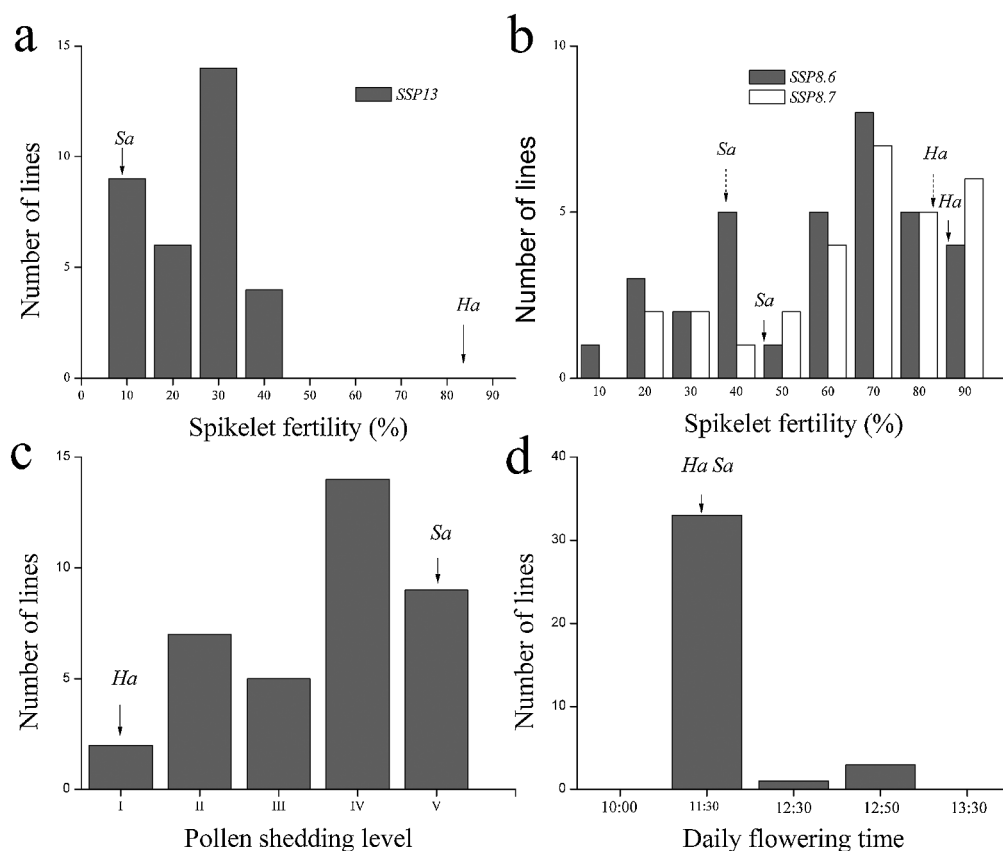 a
15
10
5
0
Number of lines
Sa
SSP13
Ha
0 10 20 30 40 50 60 70 80 90
Spikelet fertility (%)
b
10
5
0
Number of lines
SSP8.6
SSP8.7
Sa
Sa
Ha
Ha
10 20 30 40 50 60 70 80 90
Spikelet fertility (%)
c
15
10
5
0
Number of lines
Ha
Sa
I II III IV V
Pollen shedding level
d
40
30
20
10
0
Number of lines
Ha Sa
10:00 11:30 12:30 12:50 13:30
Daily flowering time